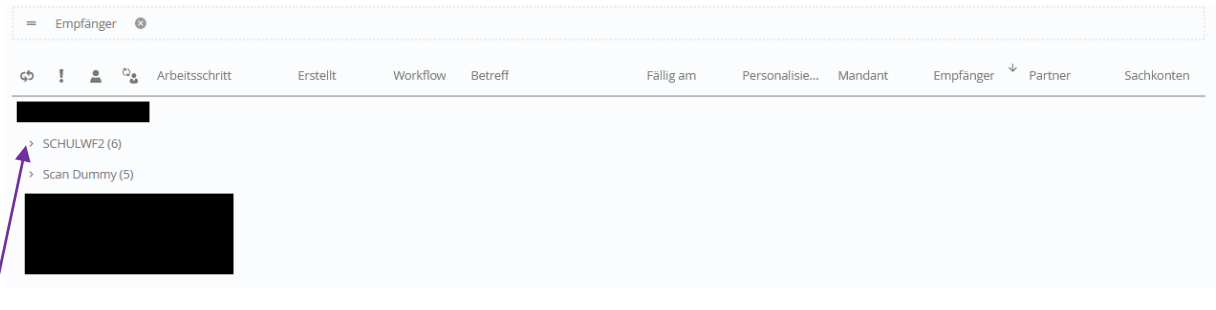 Empfänger
Arbeitsschritt Erstellt Workflow Betreff Fällig am Personalisie... Mandant Empfänger Partner Sachkonten
SCHULWF2 (6)
Scan Dummy (5)